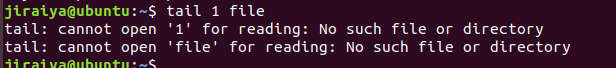 jiraiya@ubuntu:~$ tail 1 file
tail: cannot open '1' for reading: No such file or directory
tail: cannot open 'file' for reading: No such file or directory
jiraiya@ubuntu:~$